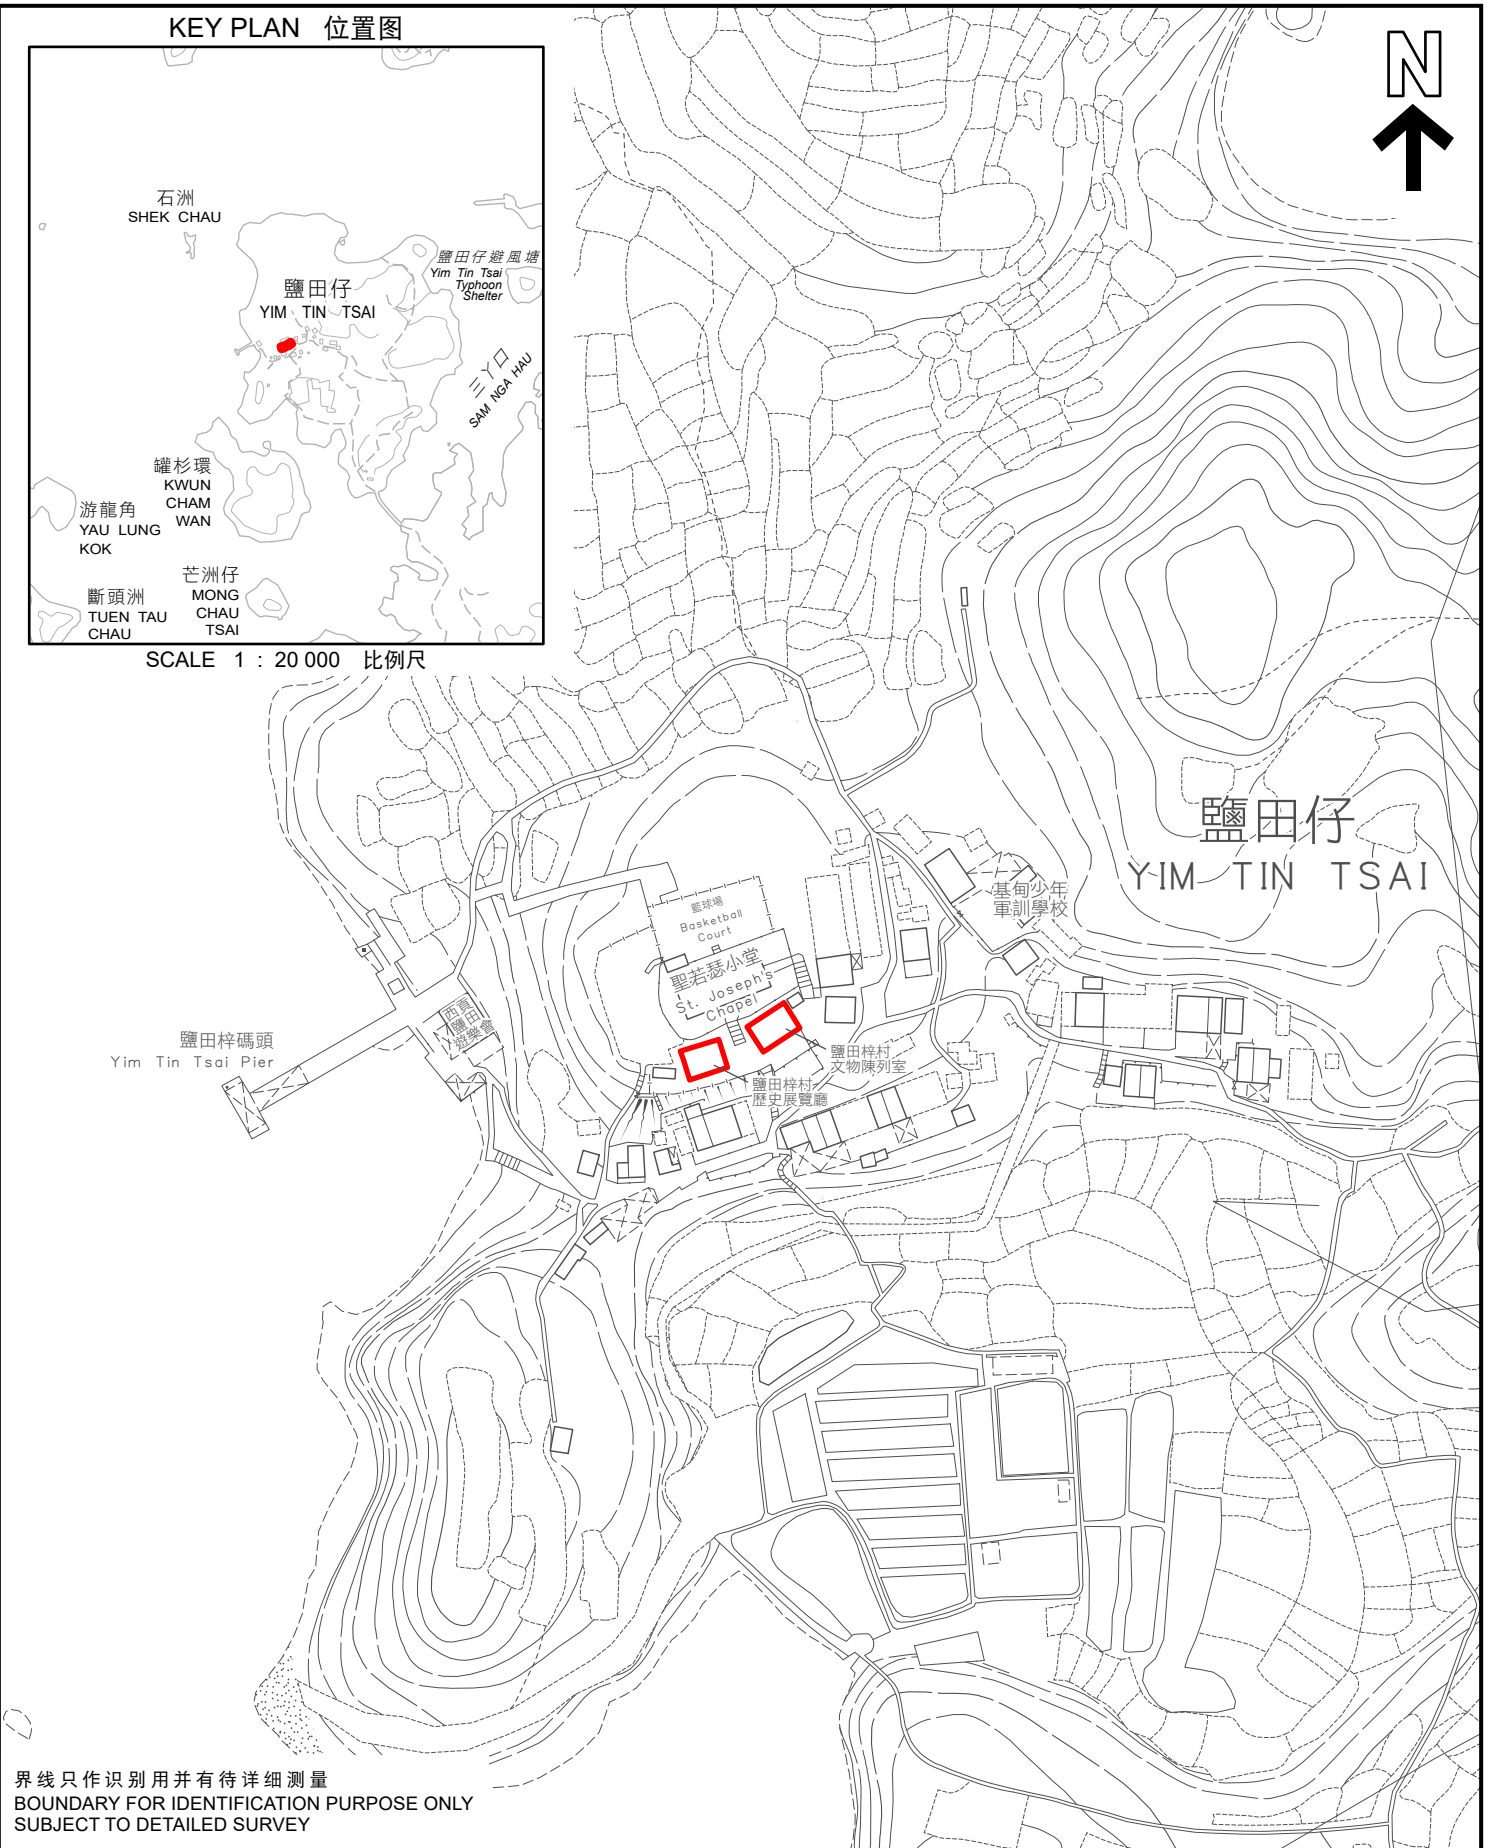 KEY PLAN 位置图
N
石洲
SHEK CHAU
鹽田仔避風塘
Yim Tin Tsai
Typhoon
Shelter
鹽田仔
YIM TIN TSAI
三丫口
SAM NGA HAU
罐杉環
KWUN
CHAM
WAN
游龍角
YAU LUNG
KOK
芒洲仔
MONG
CHAU
TSAI
斷頭洲
TUEN TAU
CHAU
SCALE 1 : 20 000 比例尺
鹽田仔
YIM TIN TSAI
基甸少年
軍訓學校
籃球場
Basketball
Court
聖若瑟小堂
St. Joseph's
Chapel
西貢
鹽田
遊樂會
鹽田梓碼頭
Yim Tin Tsai Pier
鹽田梓村
文物陳列室
鹽田梓村
歷史展覽廳
界线只作识别用并有待详细测量
BOUNDARY FOR IDENTIFICATION PURPOSE ONLY
SUBJECT TO DETAILED SURVEY